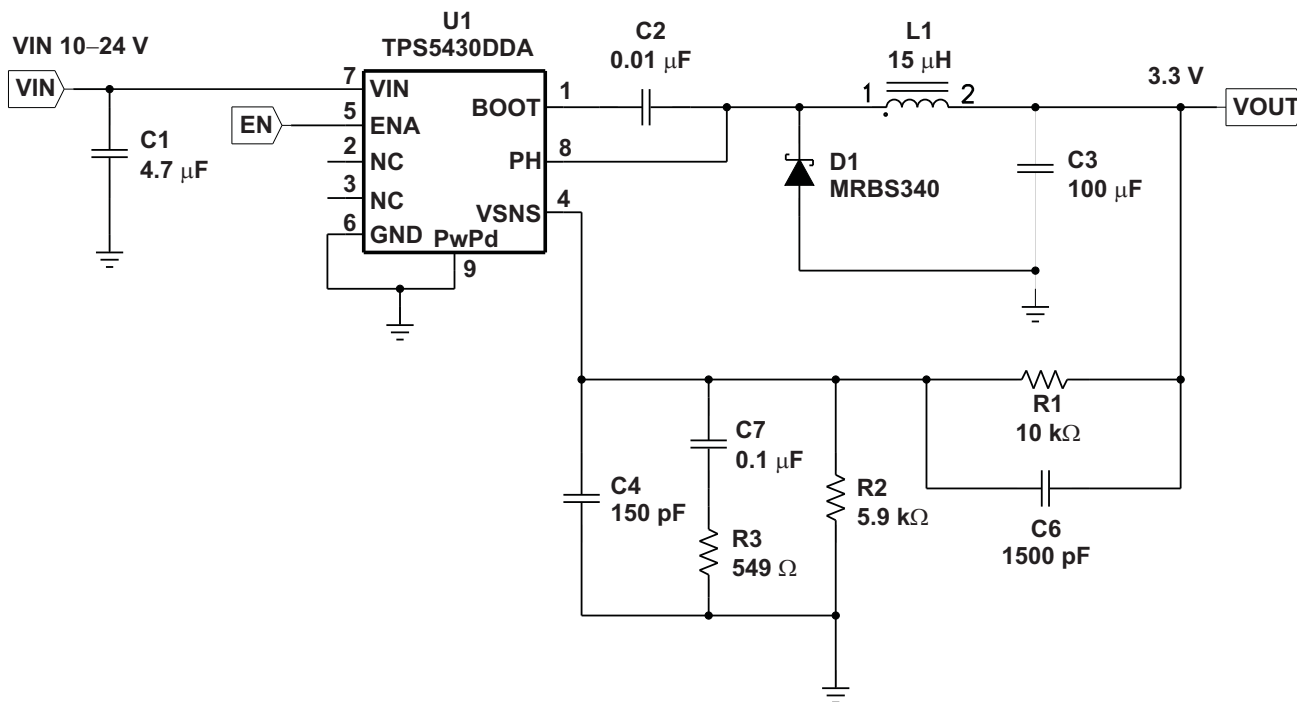 VIN 10–24 V
VIN
C1
4.7 μF
EN
U1
TPS5430DDA
7
VIN
5
ENA
2
NC
3
NC
6
GND
PwPd
9
BOOT
1
PH
8
VSNS
4
C2
0.01 μF
L1
15 μH
1
2
3.3 V
VOUT
D1
MRBS340
C3
100 μF
R1
10 kΩ
C7
0.1 μF
C4
150 pF
R2
5.9 kΩ
R3
549 Ω
C6
1500 pF